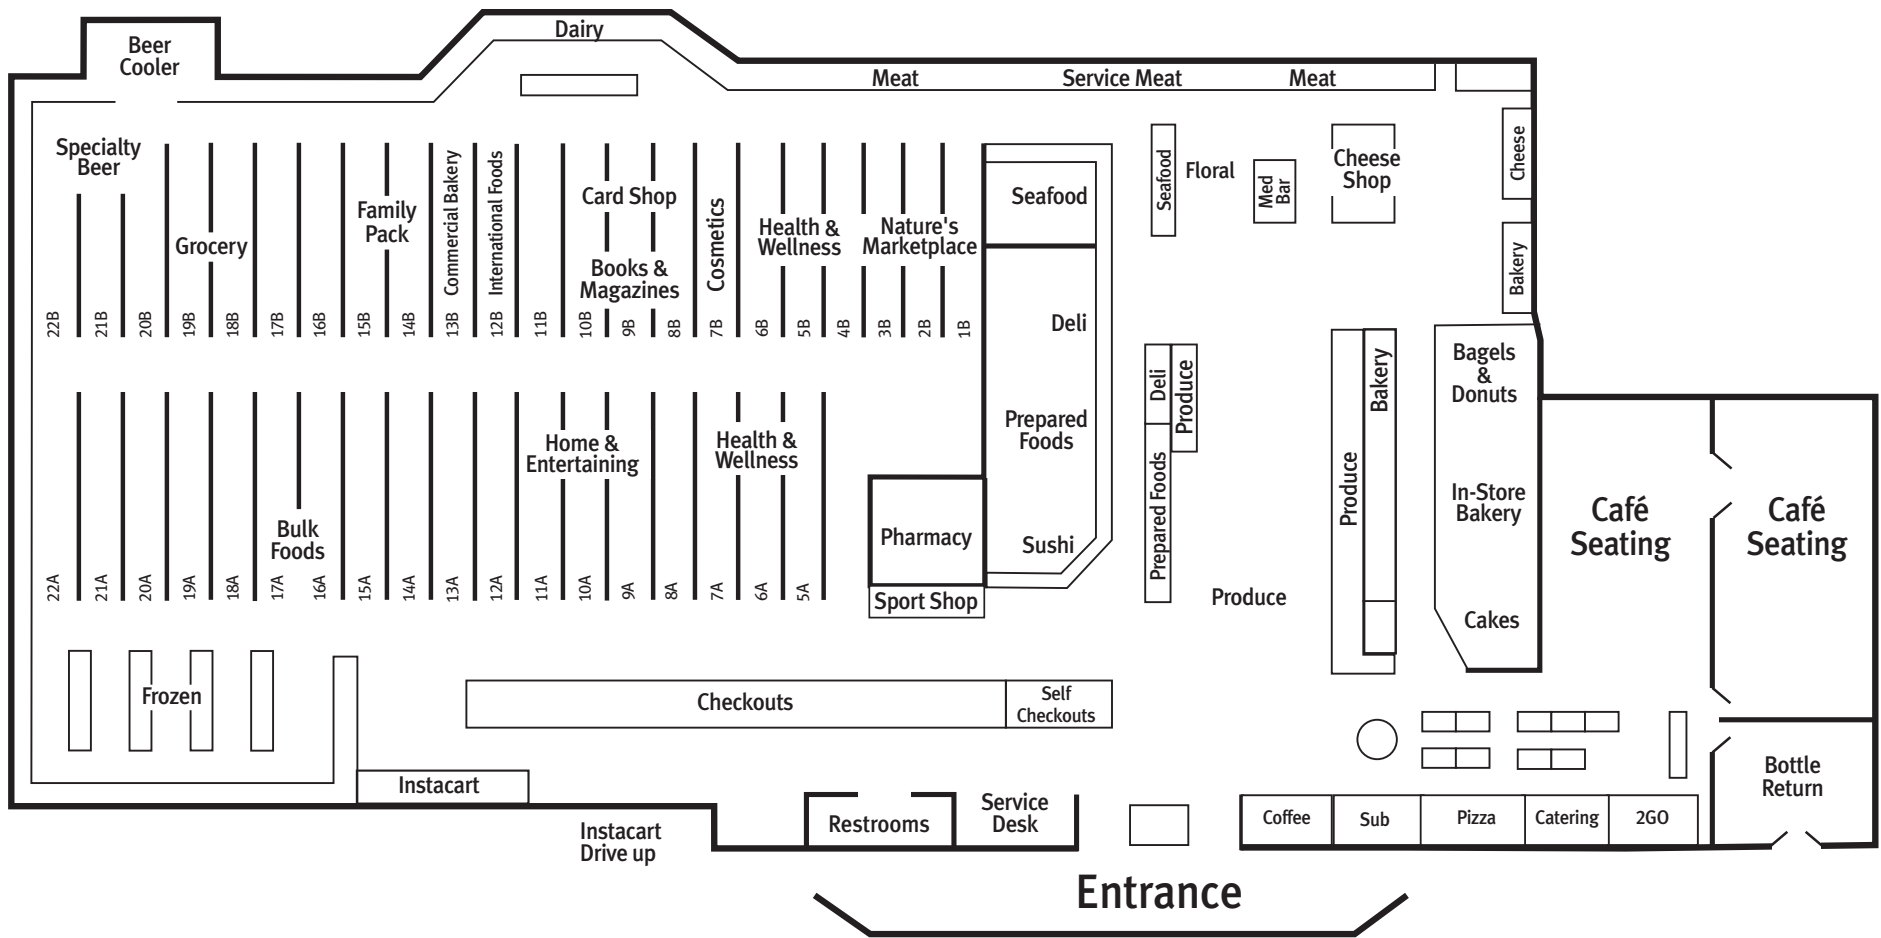 Dairy
Beer
Cooler
Meat
Service Meat
Meat
Specialty
Beer
Grocery
Family
Pack
Commercial Bakery
International Foods
Card Shop
Books &
Magazines
Cosmetics
Health &
Wellness
Nature's
Marketplace
Seafood
Seafood
Floral
Med
Bar
Cheese
Shop
Cheese
Bakery
22B
21B
20B
19B
18B
17B
16B
15B
14B
13B
12B
11B
10B
9B
8B
7B
6B
5B
4B
3B
2B
1B
Deli
Prepared
Foods
Sushi
Deli
Produce
Prepared Foods
Produce
Bakery
Produce
Bagels
&
Donuts
In-Store
Bakery
Cakes
Café
Seating
Café
Seating
Home &
Entertaining
Health &
Wellness
Bulk
Foods
Pharmacy
Sport Shop
22A
21A
20A
19A
18A
17A
16A
15A
14A
13A
12A
11A
10A
9A
8A
7A
6A
5A
Frozen
Checkouts
Self
Checkouts
Instacart
Instacart
Drive up
Restrooms
Service
Desk
Coffee
Sub
Pizza
Catering
2GO
Bottle
Return
Entrance